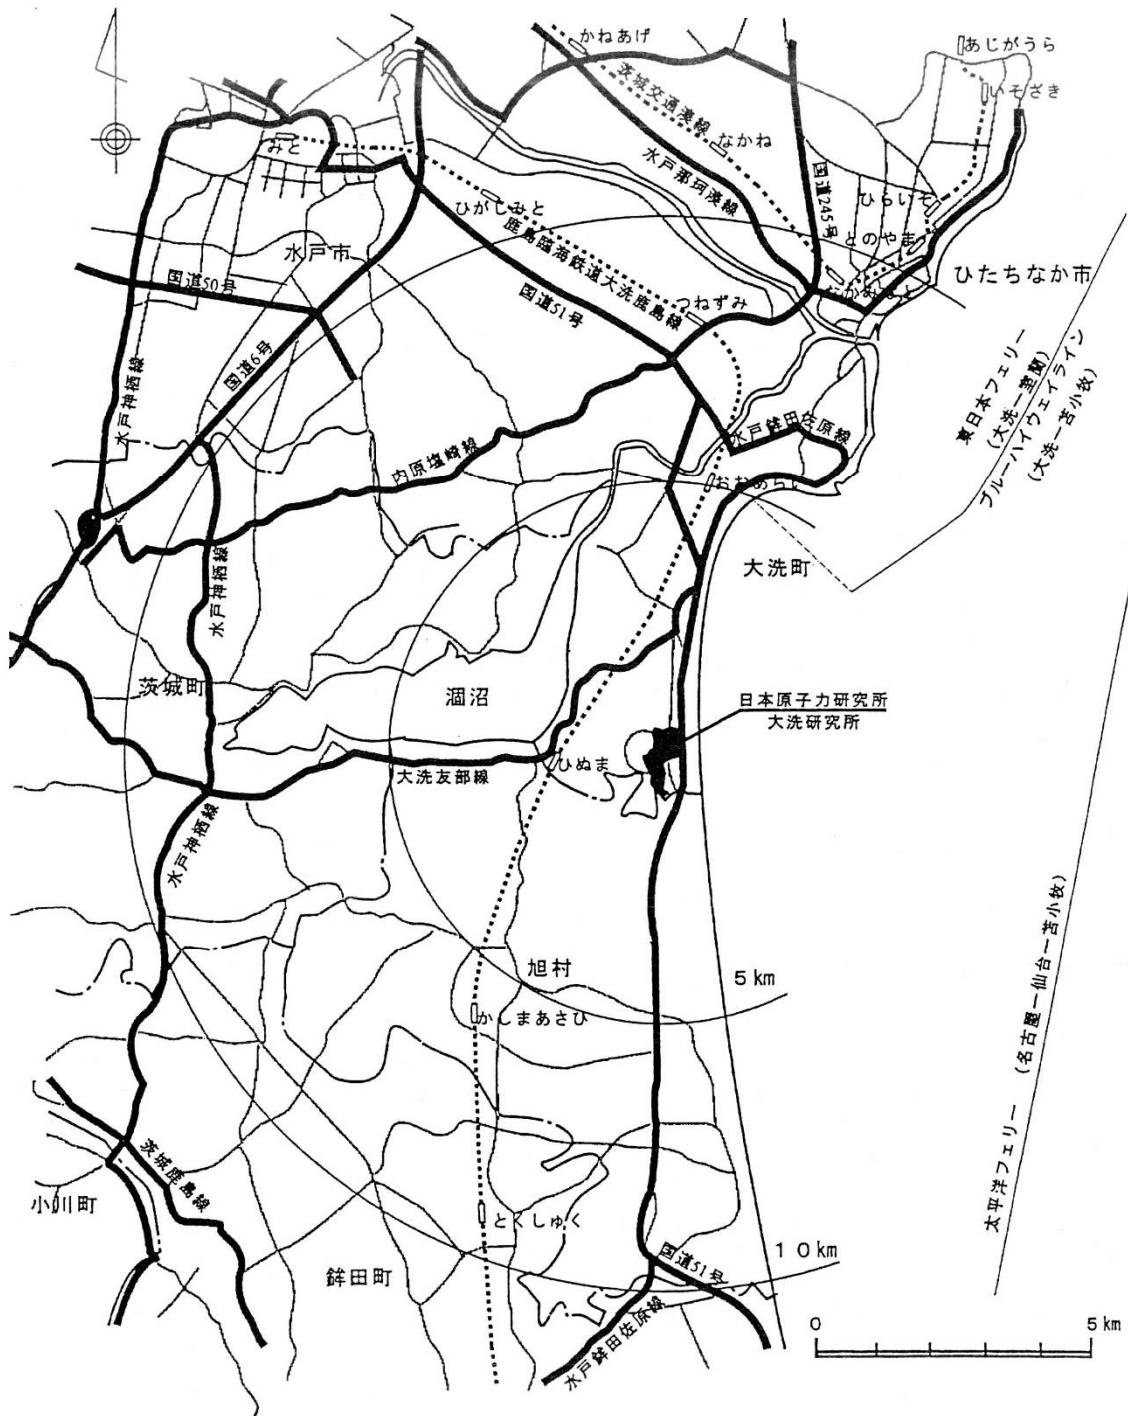 かねあげ
あじがうら
いそざき
茨城交通湊線
なかね
みと
水戸那珂湊線
国道245号
ひらいそ
ひがしみと
とのやま
水戸市
鹿島臨海鉄道大洗鹿島線
ひたちなか市
国道50号
国道51号
なかみなと
つねずみ
国道6号
水戸神栖線
東日本フェリー
(大洗ー室蘭)
ブルーハイウェイライン
(大洗ー苫小牧)
水戸鉾田佐原線
内原塩崎線
おおあらい
大洗町
水戸神栖線
茨城町
涸沼
日本原子力研究所
大洗研究所
ひぬま
大洗友部線
水戸神栖線
旭村
5km
かしまあさひ
太平洋フェリー (名古屋ー仙台ー苫小牧)
茨城鹿島線
小川町
とくしゅく
鉾田町
国道51号
10km
水戸鉾田佐原線
0 5km